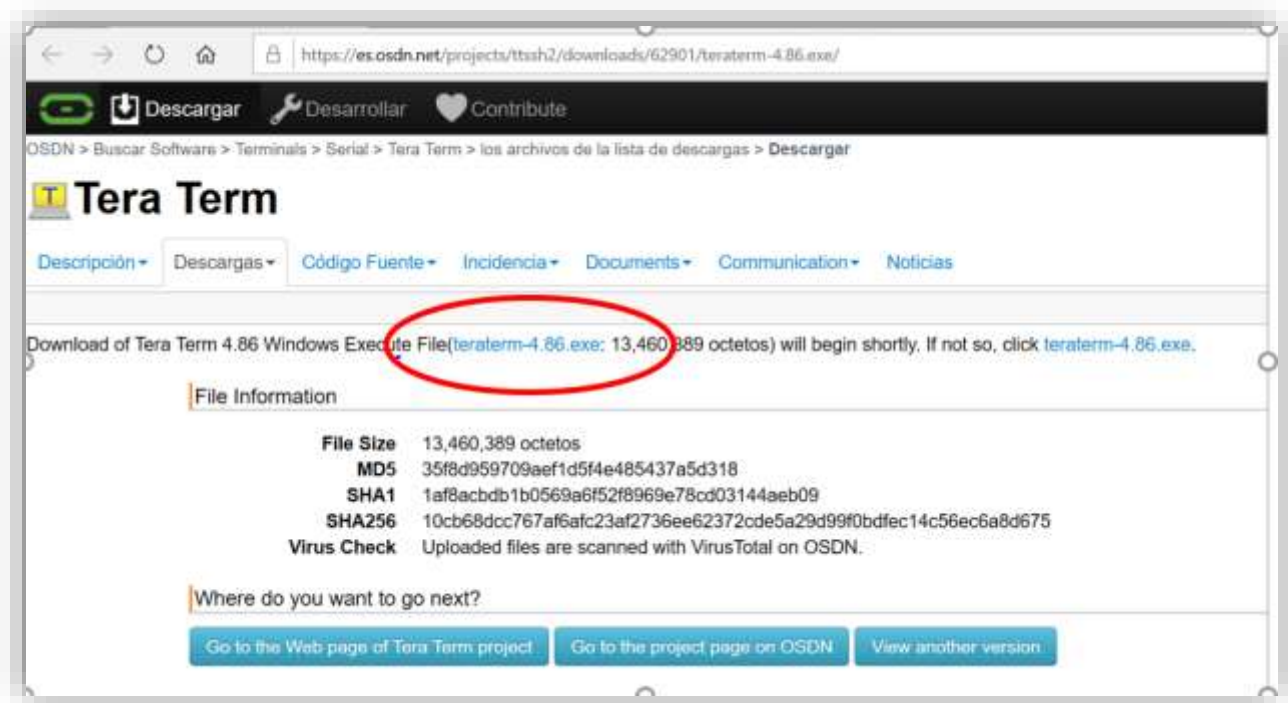 https://es.osdn.net/projects/ttssh2/downloads/62901/teraterm-4.86.exe/
Descargar Desarrollar Contribute
OSDN > Buscar Software > Terminals > Serial > Tera Term > los archivos de la lista de descargas > Descargar
T Tera Term
Descripción Descargas Código Fuente Incidencia Documents Communication Noticias
Download of Tera Term 4.86 Windows Execute File(teraterm-4.86.exe: 13,460,389 octetos) will begin shortly. If not so, click teraterm-4.86.exe.
File Information
File Size 13,460,389 octetos
MD5 35f8d959709aef1d5f4e485437a5d318
SHA1 1af8acbdb1b0569a6f52f8969e78cd03144aeb09
SHA256 10cb68dcc767af6afc23af2736ee62372cde5a29d99f0bdfec14c56ec6a8d675
Virus Check Uploaded files are scanned with VirusTotal on OSDN.
Where do you want to go next?
Go to the Web page of Tera Term project Go to the project page on OSDN View another version